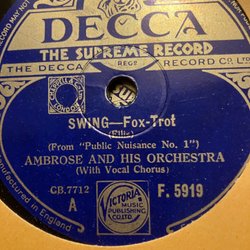 DECCA
THE SUPREME RECORD
REGD
THE DECCA RECORD CO. LTD.
SWING—Fox-Trot
(Ellis)
(From "Public Nuisance No. 1")
AMBROSE AND HIS ORCHESTRA
(With Vocal Chorus)
GB.7712
A
F. 5919
VICTORIA
MUSIC
PUBLISHING
CO. LTD.
Manufactured in England